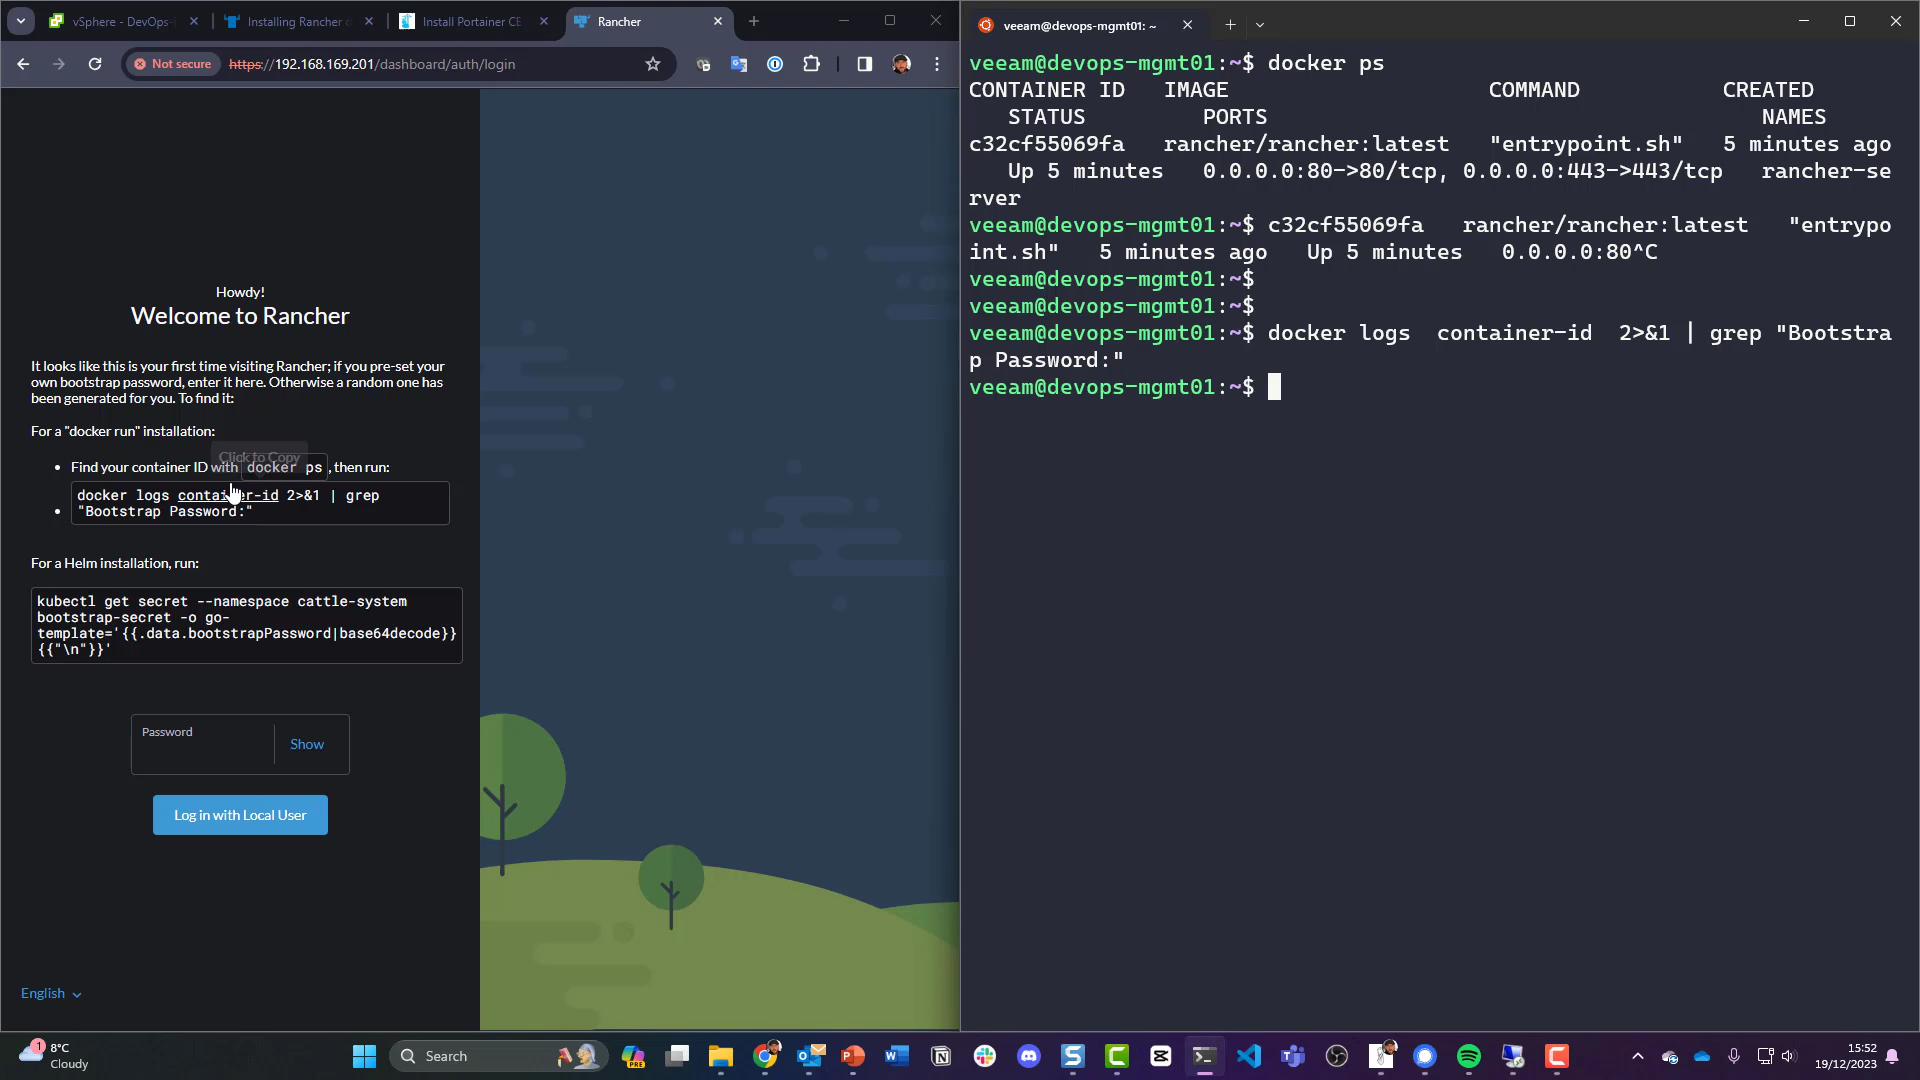 vSphere - DevOps-
Installing Rancher o
Install Portainer CE
Rancher
Not secure
https://192.168.169.201/dashboard/auth/login
Howdy!
Welcome to Rancher
It looks like this is your first time visiting Rancher; if you pre-set your
own bootstrap password, enter it here. Otherwise a random one has
been generated for you. To find it:
For a "docker run" installation:
Click to Copy
Find your container ID with docker ps , then run:
docker logs container-id 2>&1 | grep
"Bootstrap Password:"
For a Helm installation, run:
kubectl get secret --namespace cattle-system
bootstrap-secret -o go-
template='{{.data.bootstrapPassword|base64decode}}
{{"\n"}}'
Password
Show
Log in with Local User
English
veeam@devops-mgmt01: ~
veeam@devops-mgmt01:~$ docker ps
CONTAINER ID IMAGE COMMAND CREATED
STATUS PORTS NAMES
c32cf55069fa rancher/rancher:latest "entrypoint.sh" 5 minutes ago
Up 5 minutes 0.0.0.0:80->80/tcp, 0.0.0.0:443->443/tcp rancher-se
rver
veeam@devops-mgmt01:~$ c32cf55069fa rancher/rancher:latest "entrypo
int.sh" 5 minutes ago Up 5 minutes 0.0.0.0:80^C
veeam@devops-mgmt01:~$
veeam@devops-mgmt01:~$
veeam@devops-mgmt01:~$ docker logs container-id 2>&1 | grep "Bootstra
p Password:"
veeam@devops-mgmt01:~$
1
8°C
Cloudy
Search
PRE
15:52
19/12/2023